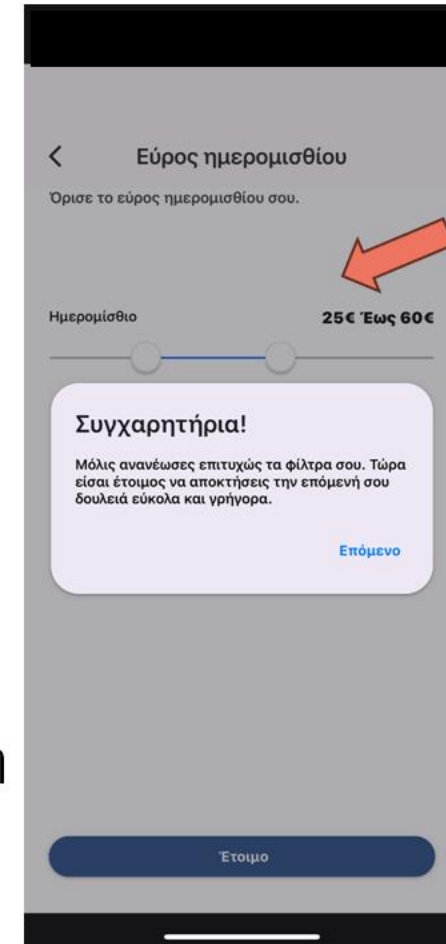 Εύρος ημερομισθίου
Όρισε το εύρος ημερομισθίου σου.
Ημερομίσθιο 25€ Έως 60€
Συγχαρητήρια!
Μόλις ανανέωσες επιτυχώς τα φίλτρα σου. Τώρα
είσαι έτοιμος να αποκτήσεις την επόμενή σου
δουλειά εύκολα και γρήγορα.
Επόμενο
η
Έτοιμο